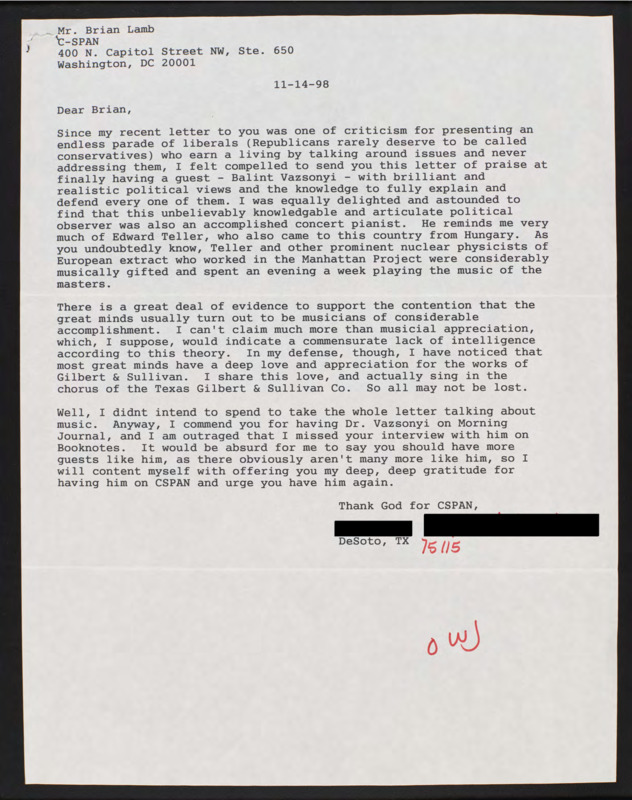 Mr. Brian Lamb
C-SPAN
400 N. Capitol Street NW, Ste. 650
Washington, DC 20001
11-14-98
Dear Brian,
Since my recent letter to you was one of criticism for presenting an
endless parade of liberals (Republicans rarely deserve to be called
conservatives) who earn a living by talking around issues and never
addressing them, I felt compelled to send you this letter of praise at
finally having a guest - Balint Vazsonyi - with brilliant and
realistic political views and the knowledge to fully explain and
defend every one of them. I was equally delighted and astounded to
find that this unbelievably knowledgable and articulate political
observer was also an accomplished concert pianist.  He reminds me very
much of Edward Teller, who also came to this country from Hungary.  As
you undoubtedly know, Teller and other prominent nuclear physicists of
European extract who worked in the Manhattan Project were considerably
musically gifted and spent an evening a week playing the music of the
masters.
There is a great deal of evidence to support the contention that the
great minds usually turn out to be musicians of considerable
accomplishment.  I can't claim much more than musicial appreciation,
which, I suppose, would indicate a commensurate lack of intelligence
according to this theory.  In my defense, though, I have noticed that
most great minds have a deep love and appreciation for the works of
Gilbert & Sullivan.  I share this love, and actually sing in the
chorus of the Texas Gilbert & Sullivan Co.  So all may not be lost.
Well, I didnt intend to spend to take the whole letter talking about
music.  Anyway, I commend you for having Dr. Vazsonyi on Morning
Journal, and I am outraged that I missed your interview with him on
Booknotes.  It would be absurd for me to say you should have more
guests like him, as there obviously aren't many more like him, so I
will content myself with offering you my deep, deep gratitude for
having him on CSPAN and urge you have him again.
Thank God for CSPAN,
DeSoto, TX 75115